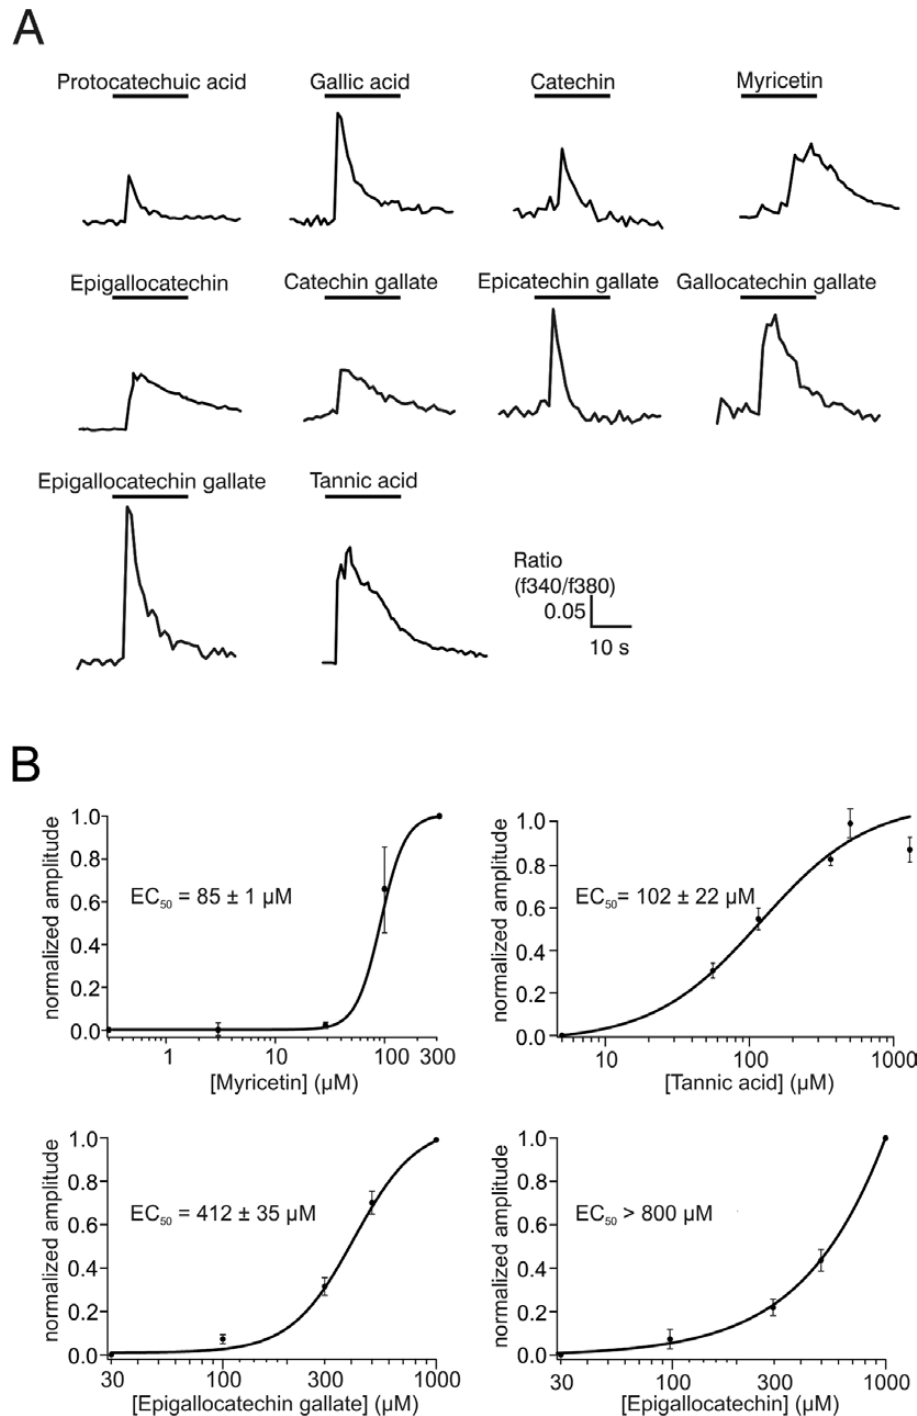 A
Protocatechuic acid Gallic acid Catechin Myricetin
Epigallocatechin Catechin gallate Epicatechin gallate Gallocatechin gallate
Epigallocatechin gallate Tannic acid
Ratio
(f340/f380)
0.05
10 s
B
normalized amplitude
1.0
0.8
0.6
0.4
0.2
0.0
EC50 = 85 ± 1 µM
1 10 100 300
[Myricetin] (µM)
normalized amplitude
1.0
0.8
0.6
0.4
0.2
0.0
EC50= 102 ± 22 µM
10 100 1000
[Tannic acid] (µM)
normalized amplitude
1.0
0.8
0.6
0.4
0.2
0.0
EC50 = 412 ± 35 µM
30 100 300 1000
[Epigallocatechin gallate] (µM)
normalized amplitude
1.0
0.8
0.6
0.4
0.2
0.0
EC50 > 800 µM
30 100 300 1000
[Epigallocatechin] (µM)